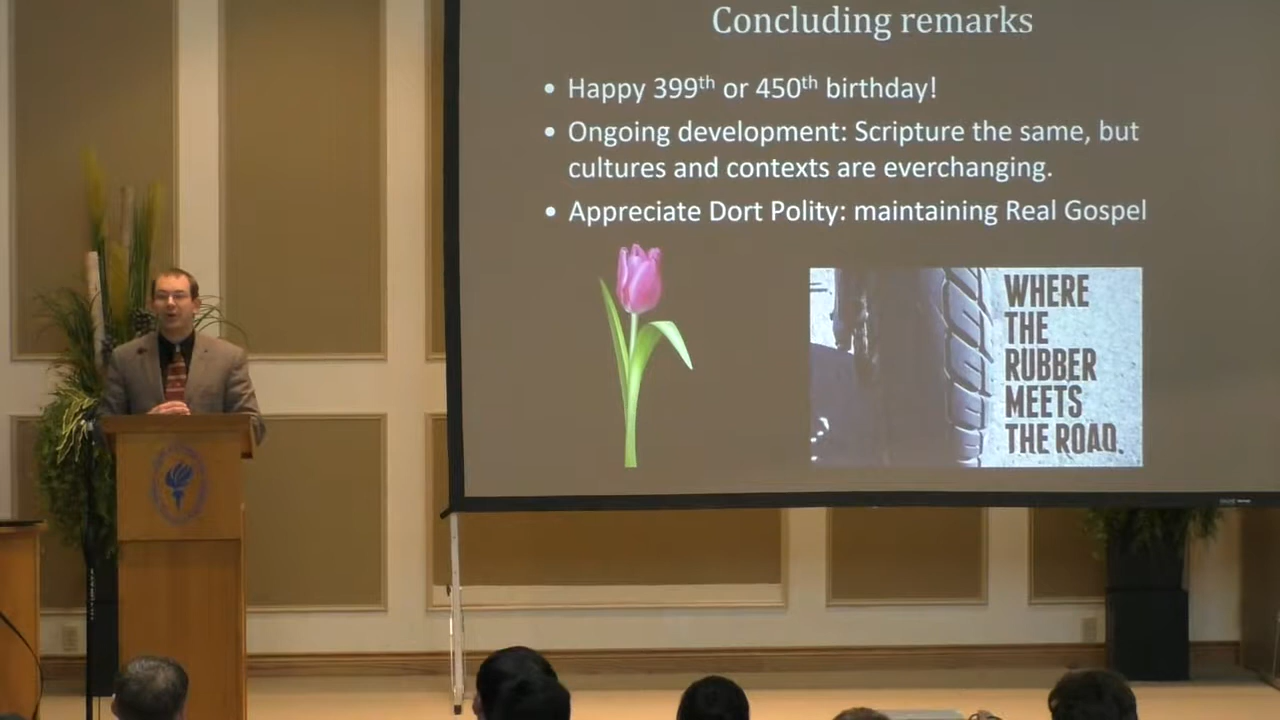 Concluding remarks
• Happy 399th or 450th birthday!
• Ongoing development: Scripture the same, but
cultures and contexts are everchanging.
• Appreciate Dort Polity: maintaining Real Gospel
WHERE
THE
RUBBER
MEETS
THE ROAD.